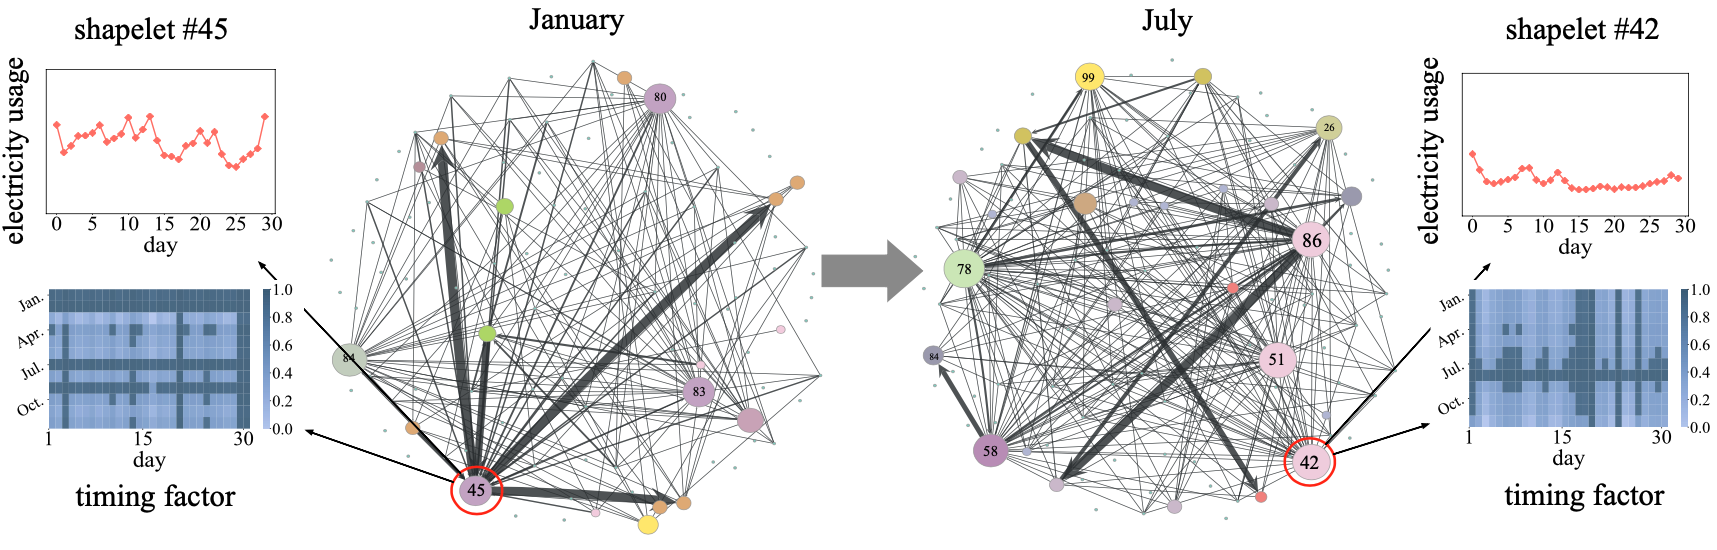 shapelet #45
January
July
shapelet #42
electricity usage
0 5 10 15 20 25 30
day
Jan.
Apr.
Jul.
Oct.
1 15 30
day
1.0
0.8
0.6
0.4
0.2
0.0
timing factor
80
84
83
45
99
26
86
78
51
84
58
42
electricity usage
0 5 10 15 20 25 30
day
Jan.
Apr.
Jul.
Oct.
1 15 30
day
1.0
0.8
0.6
0.4
0.2
0.0
timing factor